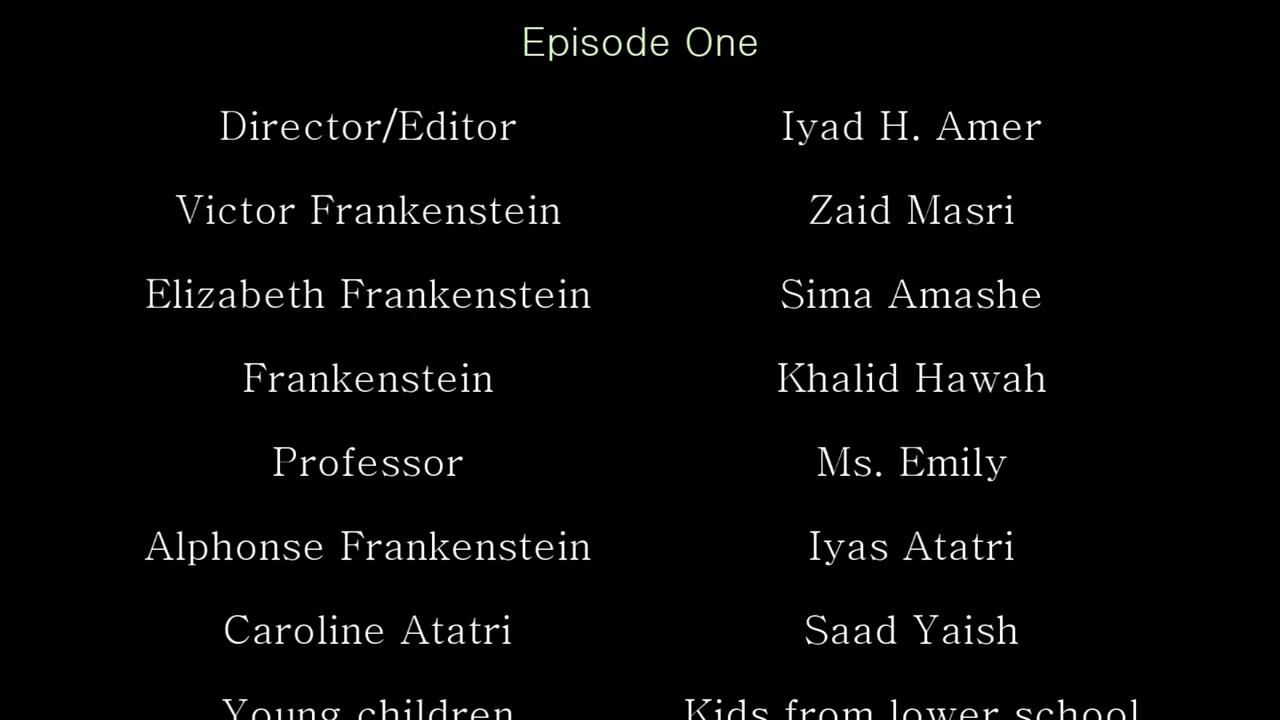 Episode One
Director/Editor Iyad H. Amer
Victor Frankenstein Zaid Masri
Elizabeth Frankenstein Sima Amashe
Frankenstein Khalid Hawah
Professor Ms. Emily
Alphonse Frankenstein Iyas Atatri
Caroline Atatri Saad Yaish
Young children Kids from lower school